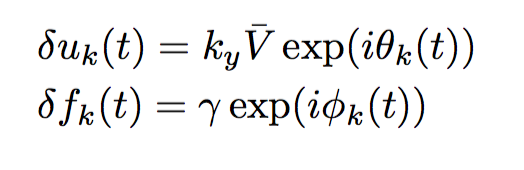 δu_k(t) = k_y V̄ exp(iθ_k(t))
δf_k(t) = γ exp(iϕ_k(t))